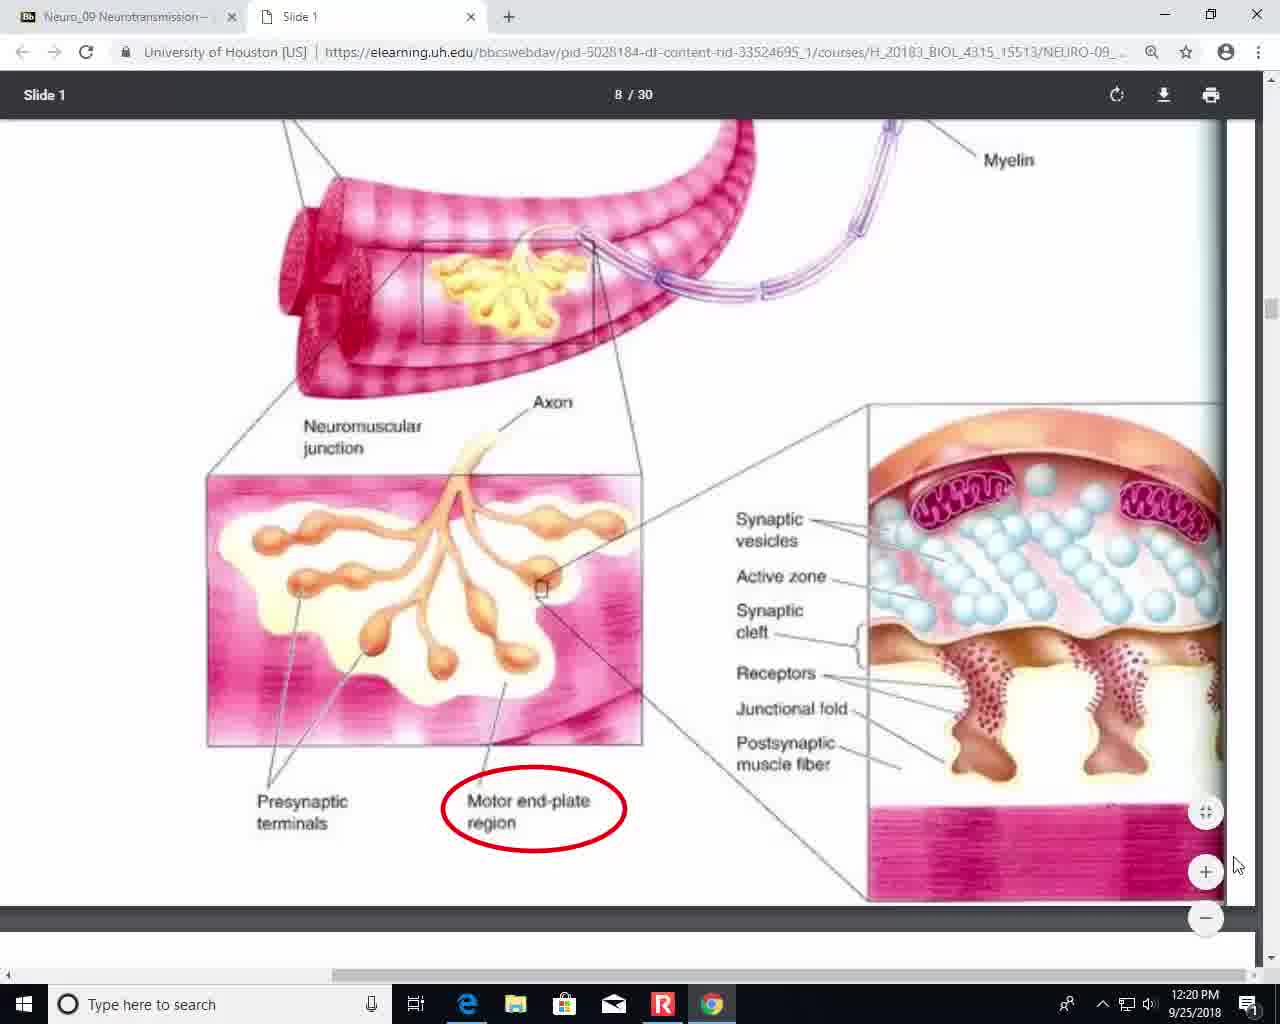 Neuro_09 Neurotransmission –
Slide 1
University of Houston [US]
https://elearning.uh.edu/bbcswebdav/pid-5028184-dt-content-rid-33524695_1/courses/H_20183_BIOL_4315_15513/NEURO-09_...
Slide 1
8 / 30
Myelin
Axon
Neuromuscular
junction
Synaptic
vesicles
Active zone
Synaptic
cleft
Receptors
Junctional fold
Postsynaptic
muscle fiber
Presynaptic
terminals
Motor end-plate
region
Type here to search
12:20 PM
9/25/2018